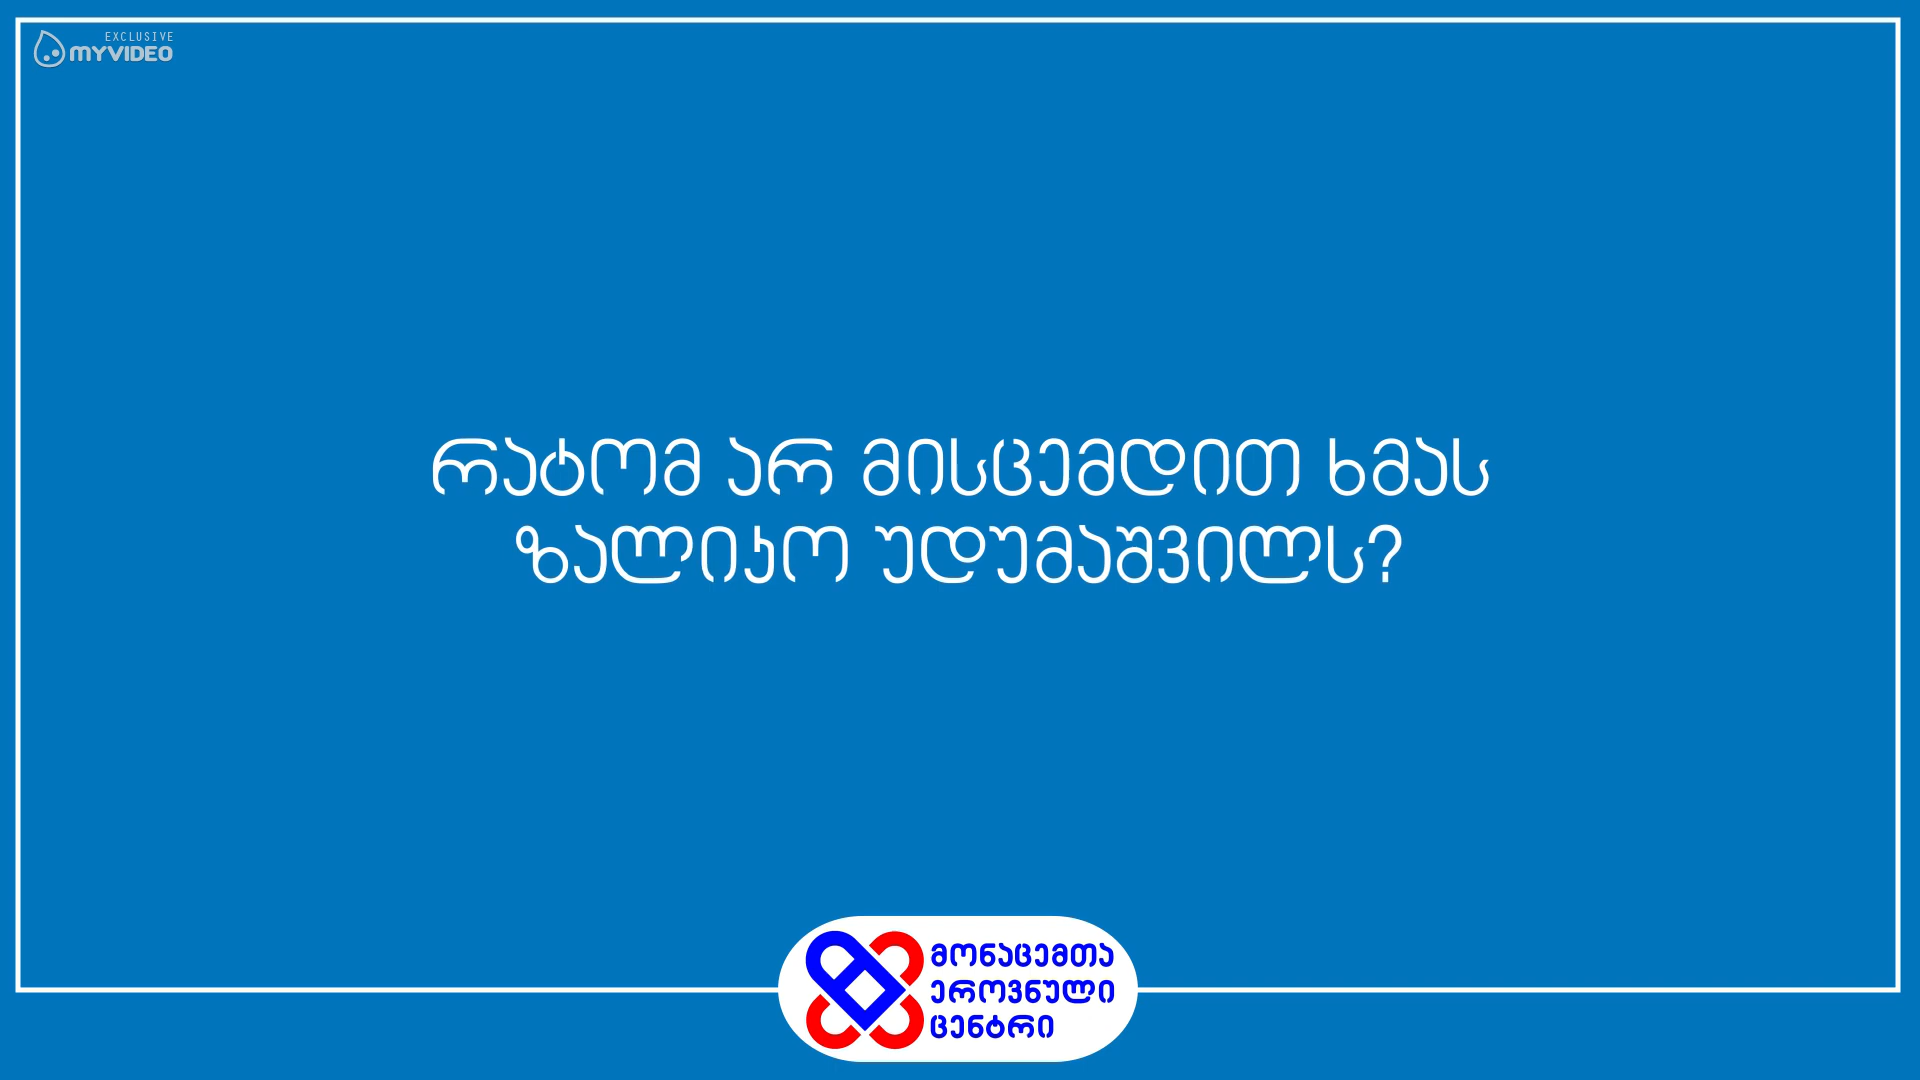 EXCLUSIVE
MYVIDEO
რატომ არ მისცემდით ხმას
ზალიკო უდუმაშვილს?
მონაცემთა
ეროვნული
ცენტრი